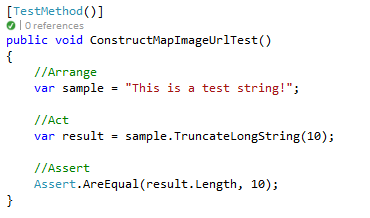 [TestMethod()]
| 0 references
public void ConstructMapImageUrlTest()
{
//Arrange
var sample = "This is a test string!";
//Act
var result = sample.TruncateLongString(10);
//Assert
Assert.AreEqual(result.Length, 10);
}